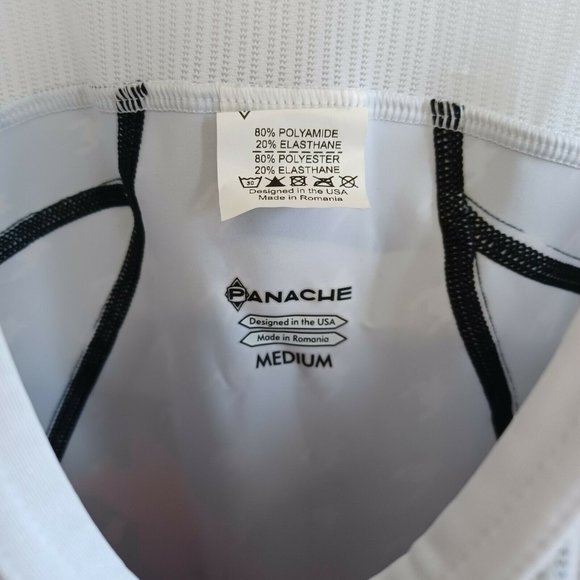 80% POLYAMIDE
20% ELASTHANE
80% POLYESTER
20% ELASTHANE
30
Designed in the USA
Made in Romania
PANACHE
Designed in the USA
Made in Romania
MEDIUM